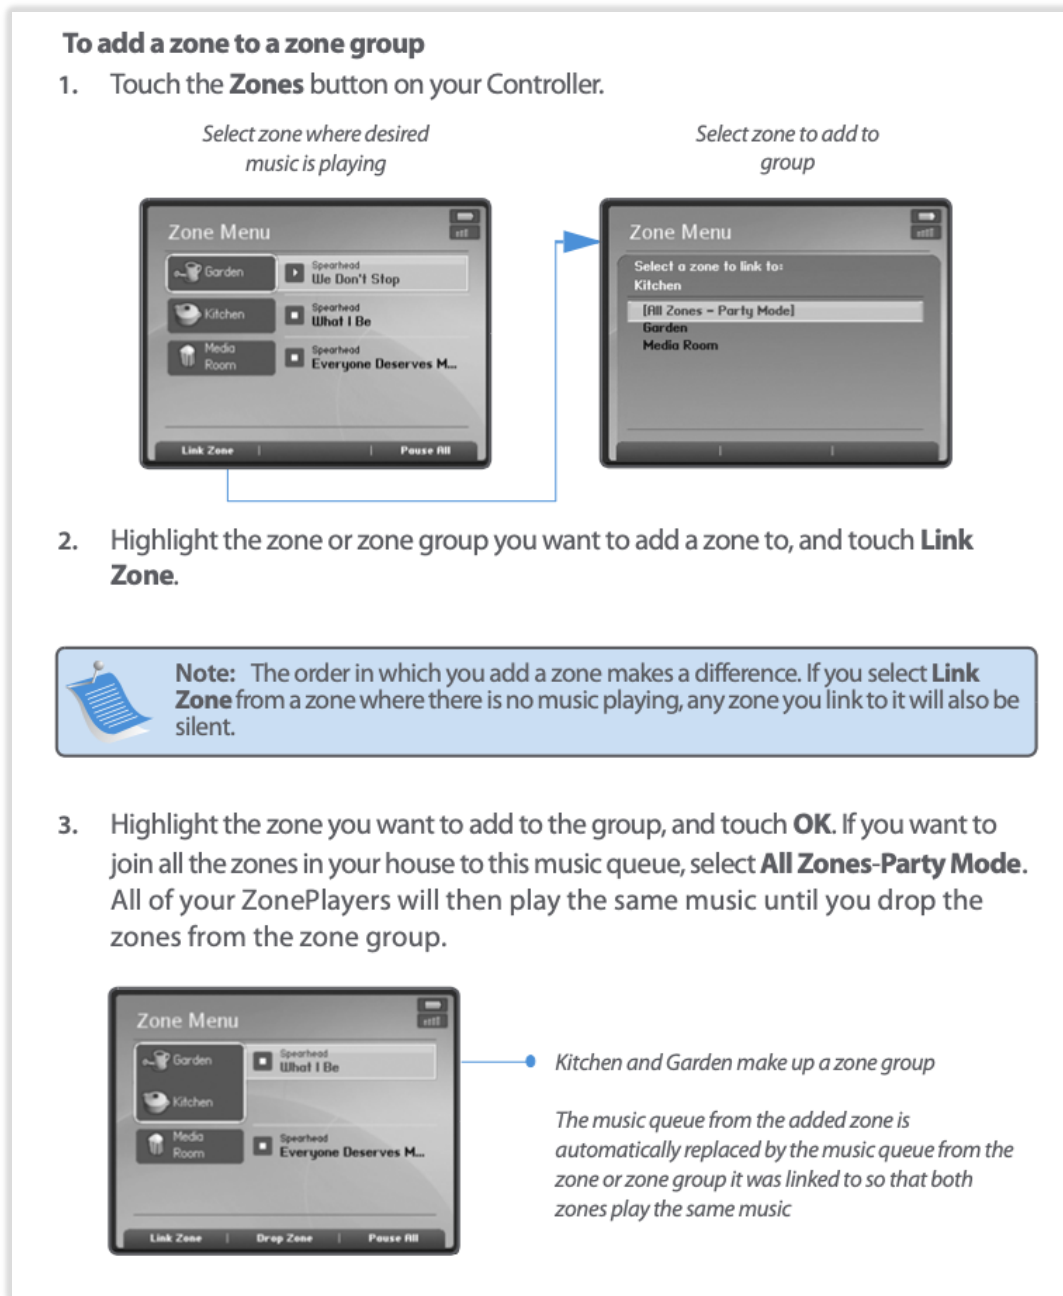 To add a zone to a zone group
1. Touch the Zones button on your Controller.
Select zone where desired
music is playing
Select zone to add to
group
Zone Menu
Garden
Spearhead
We Don't Stop
Kitchen
Spearhead
What I Be
Media
Room
Spearhead
Everyone Deserves M...
Link Zone | | Pause All
Zone Menu
Select a zone to link to:
Kitchen
[All Zones - Party Mode]
Garden
Media Room
2. Highlight the zone or zone group you want to add a zone to, and touch Link
Zone.
Note: The order in which you add a zone makes a difference. If you select Link
Zone from a zone where there is no music playing, any zone you link to it will also be
silent.
3. Highlight the zone you want to add to the group, and touch OK. If you want to
join all the zones in your house to this music queue, select All Zones-Party Mode.
All of your ZonePlayers will then play the same music until you drop the
zones from the zone group.
Zone Menu
Garden
Spearhead
What I Be
Kitchen
Media
Room
Spearhead
Everyone Deserves M...
Link Zone | Drop Zone | Pause All
Kitchen and Garden make up a zone group
The music queue from the added zone is
automatically replaced by the music queue from the
zone or zone group it was linked to so that both
zones play the same music